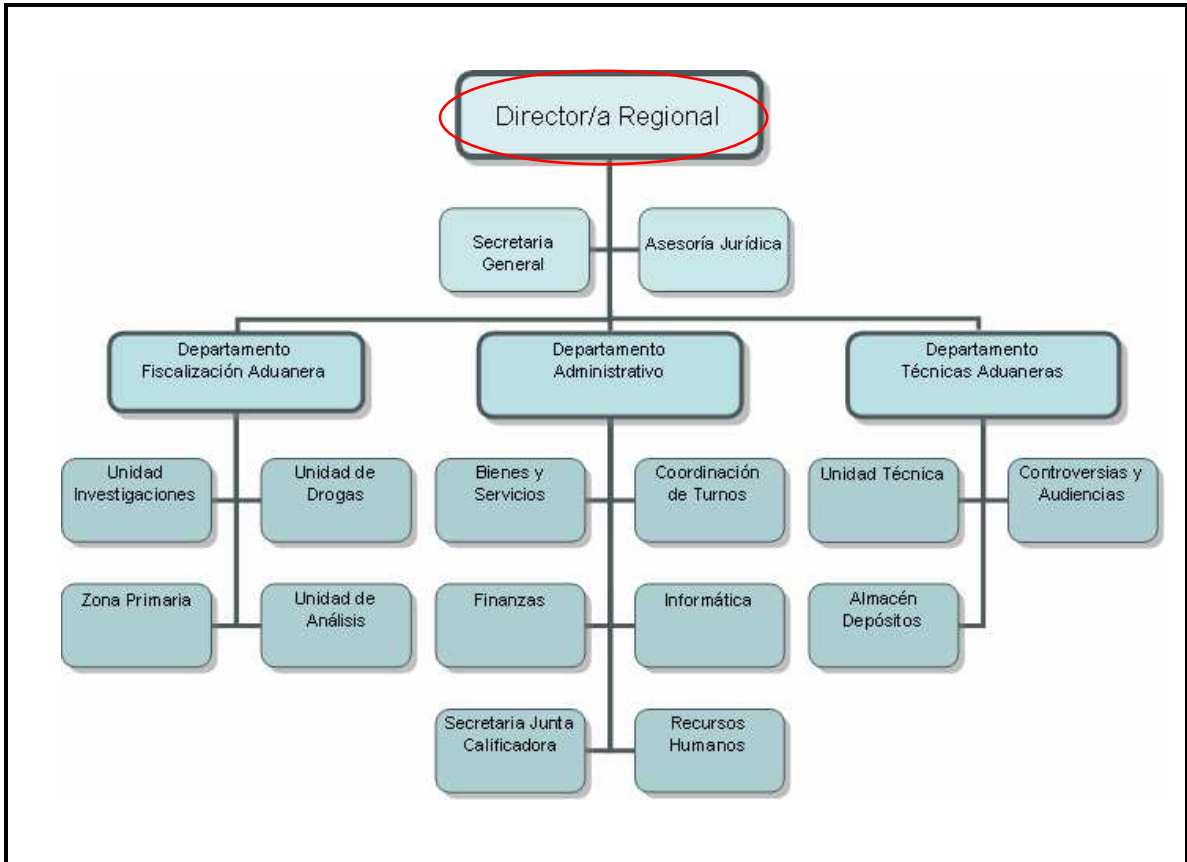 Director/a Regional
Secretaria
General
Asesoría Jurídica
Departamento
Fiscalización Aduanera
Departamento
Administrativo
Departamento
Técnicas Aduaneras
Unidad
Investigaciones
Unidad de
Drogas
Bienes y
Servicios
Coordinación
de Turnos
Unidad Técnica
Controversias y
Audiencias
Zona Primaria
Unidad de
Análisis
Finanzas
Informática
Almacén
Depósitos
Secretaria Junta
Calificadora
Recursos
Humanos